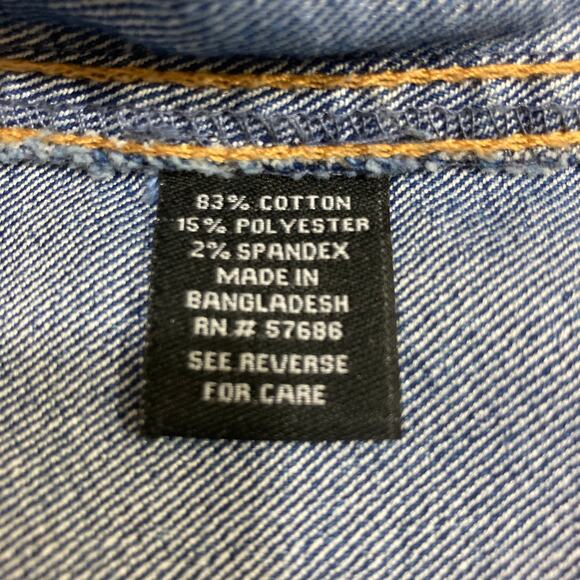 83% COTTON
15% POLYESTER
2% SPANDEX
MADE IN
BANGLADESH
RN # 57686
SEE REVERSE
FOR CARE